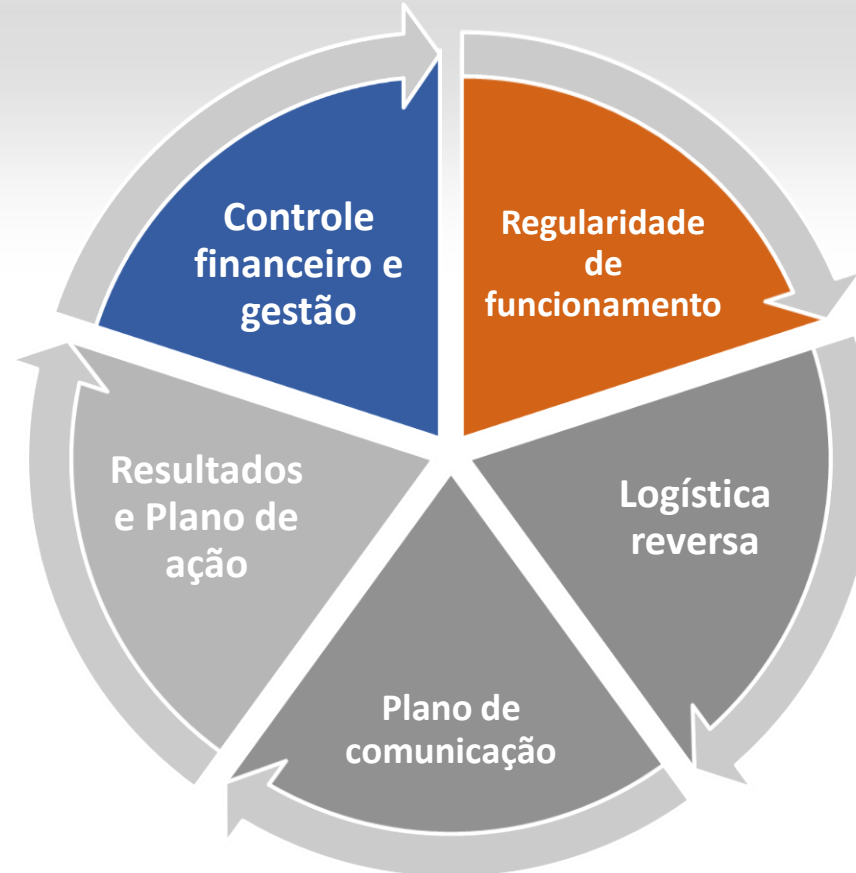 Controle
financeiro e
gestão
Regularidade
de
funcionamento
Logística
reversa
Plano de
comunicação
Resultados
e Plano de
ação